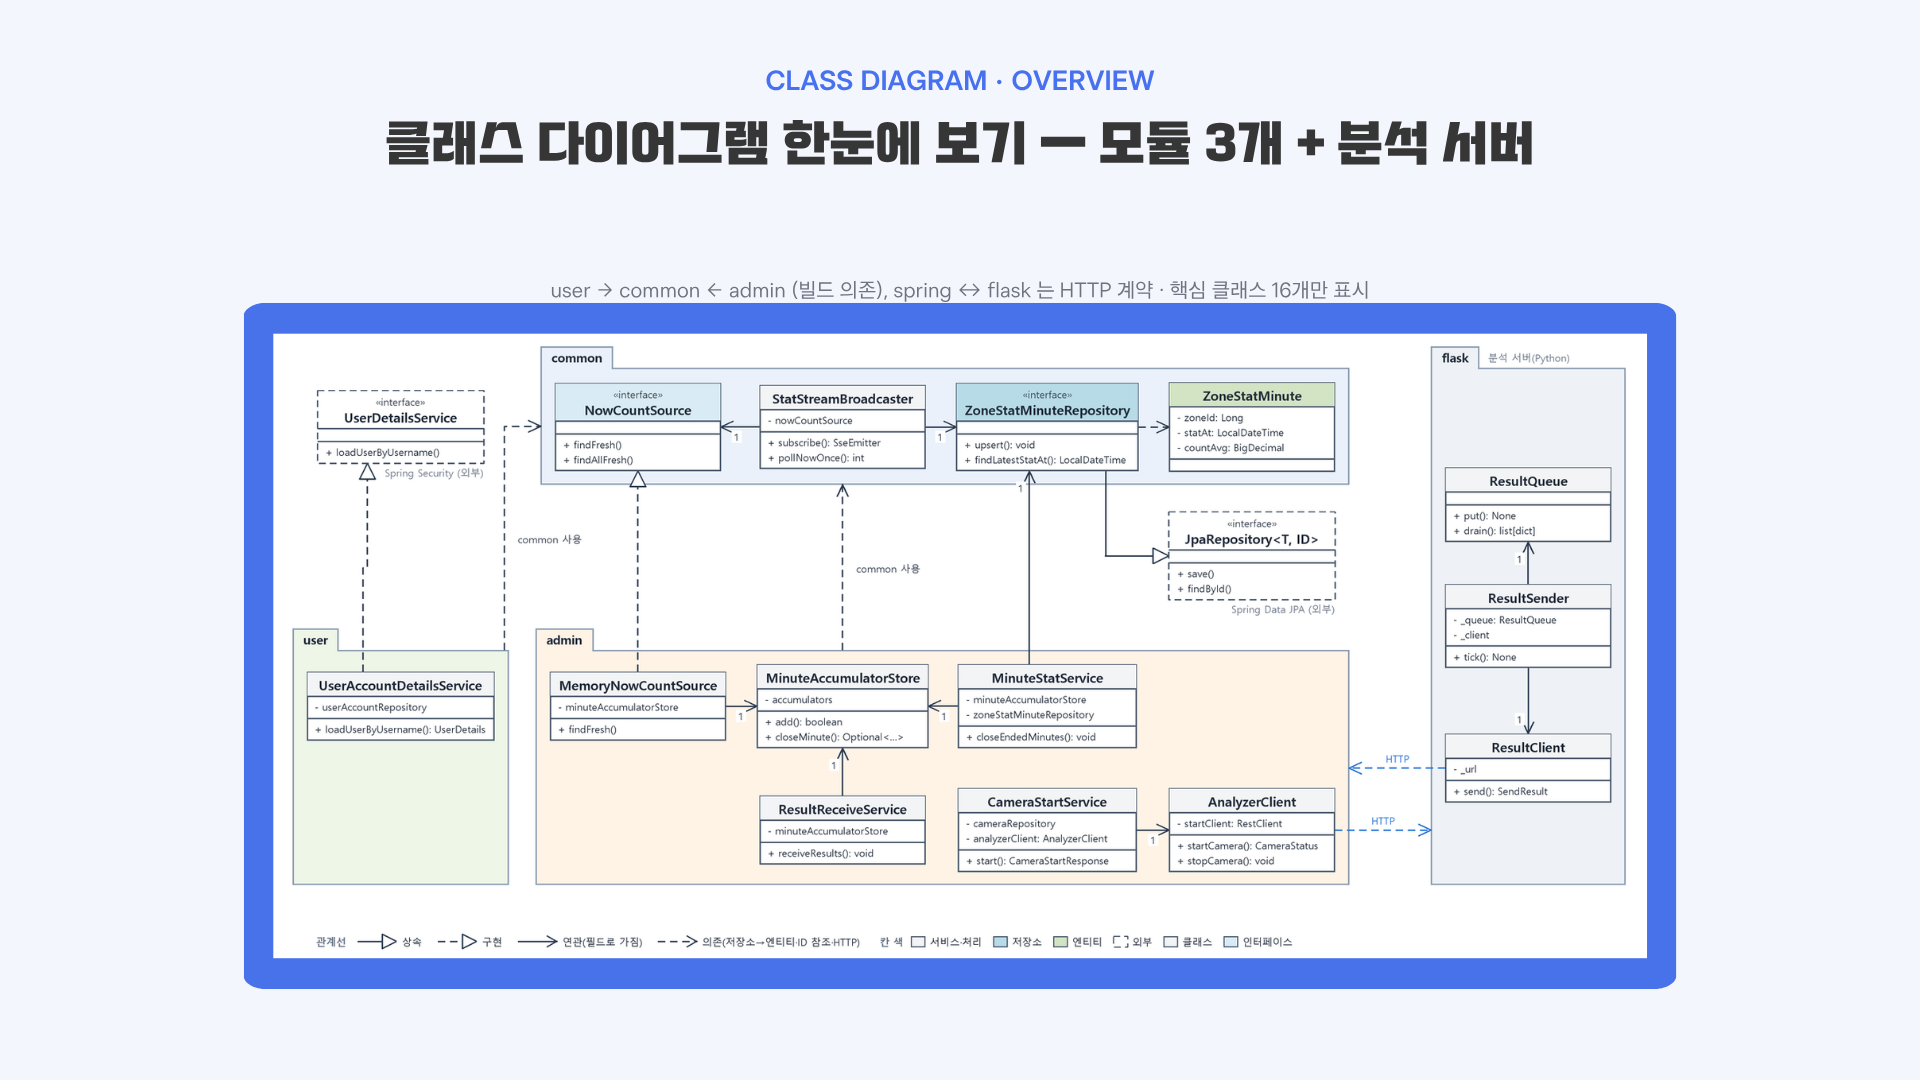 CLASS DIAGRAM · OVERVIEW
클래스 다이어그램 한눈에 보기 — 모듈 3개 + 분석 서버
user → common ← admin (빌드 의존), spring ↔ flask 는 HTTP 계약 · 핵심 클래스 16개만 표시
common
«interface»
NowCountSource
+ findFresh()
+ findAllFresh()
1
StatStreamBroadcaster
- nowCountSource
+ subscribe(): SseEmitter
+ pollNowOnce(): int
1
«interface»
ZoneStatMinuteRepository
+ upsert(): void
+ findLatestStatAt(): LocalDateTime
ZoneStatMinute
- zoneId: Long
- statAt: LocalDateTime
- countAvg: BigDecimal
«interface»
UserDetailsService
+ loadUserByUsername()
Spring Security (외부)
common 사용
common 사용
1
«interface»
JpaRepository<T, ID>
+ save()
+ findById()
Spring Data JPA (외부)
user
UserAccountDetailsService
- userAccountRepository
+ loadUserByUsername(): UserDetails
admin
MemoryNowCountSource
- minuteAccumulatorStore
+ findFresh()
1
MinuteAccumulatorStore
- accumulators
+ add(): boolean
+ closeMinute(): Optional<...>
1
MinuteStatService
- minuteAccumulatorStore
- zoneStatMinuteRepository
+ closeEndedMinutes(): void
1
ResultReceiveService
- minuteAccumulatorStore
+ receiveResults(): void
CameraStartService
- cameraRepository
- analyzerClient: AnalyzerClient
+ start(): CameraStartResponse
1
AnalyzerClient
- startClient: RestClient
+ startCamera(): CameraStatus
+ stopCamera(): void
HTTP
HTTP
flask
분석 서버(Python)
ResultQueue
+ put(): None
+ drain(): list[dict]
1
ResultSender
- _queue: ResultQueue
- _client
+ tick(): None
1
ResultClient
- _url
+ send(): SendResult
관계선 상속 구현 연관(필드로 가짐) 의존(저장소→엔티티·ID 참조·HTTP) 칸 색 서비스·처리 저장소 엔티티 외부 클래스 인터페이스